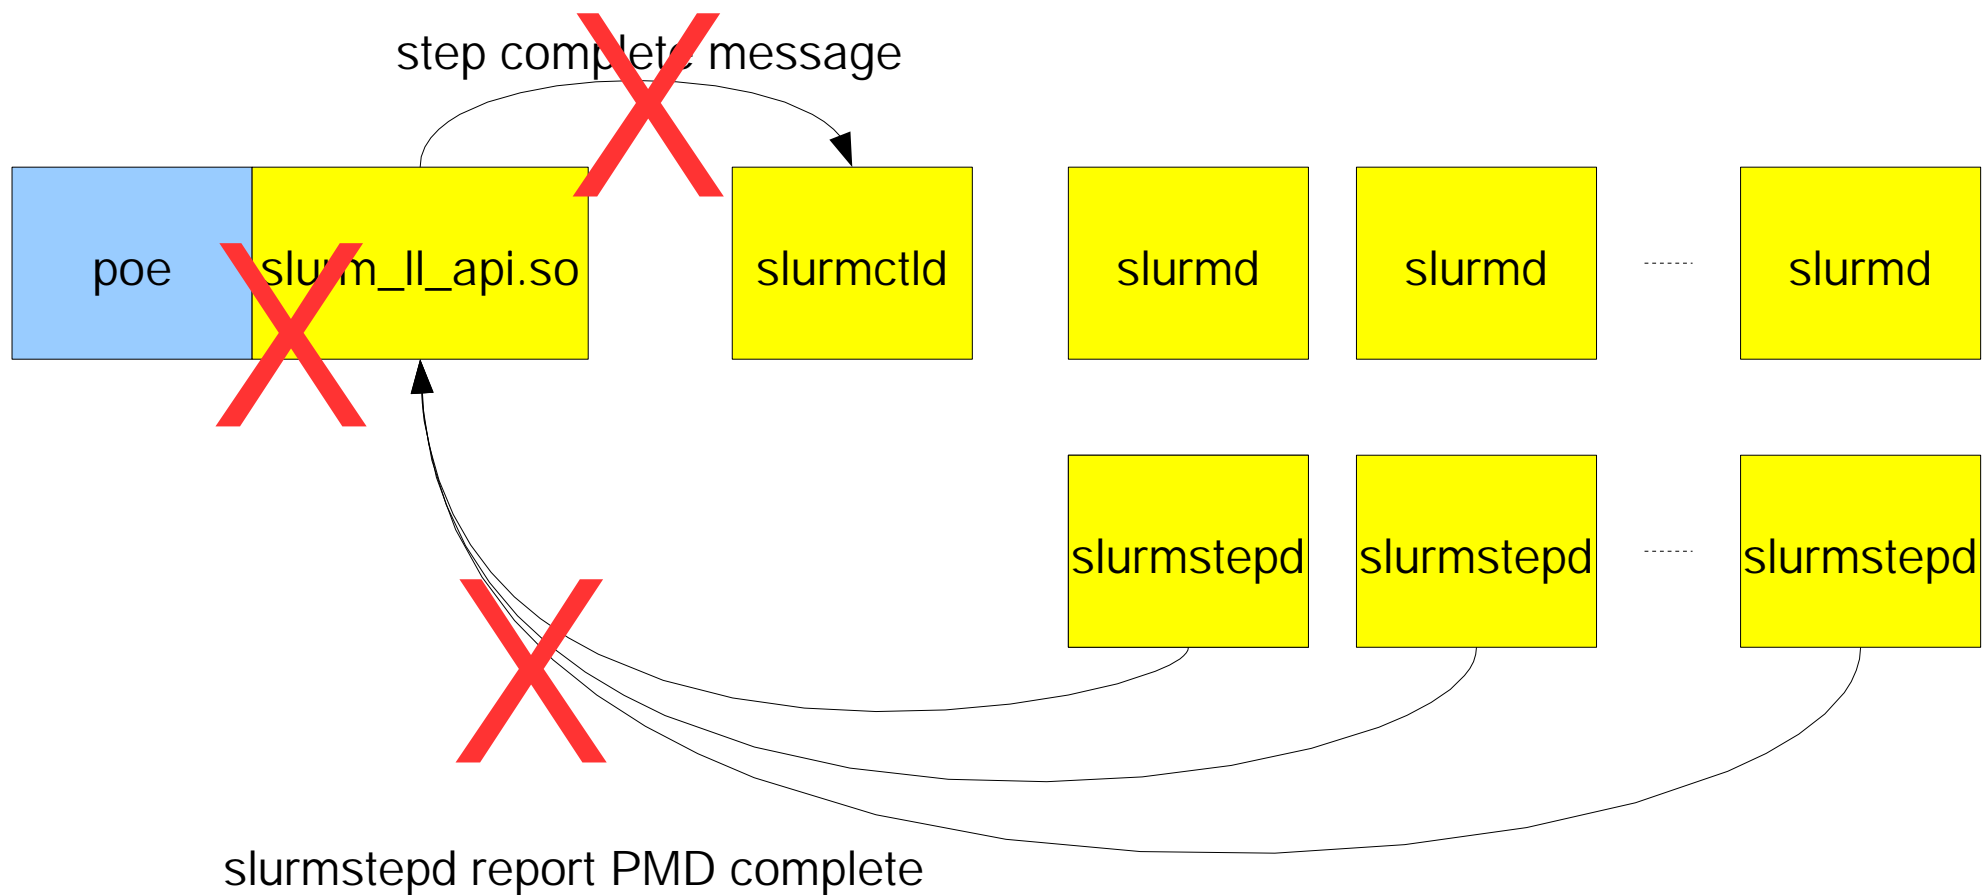 step complete message
poe
slurm_ll_api.so
slurmctld
slurmd
slurmd
slurmd
slurmstepd
slurmstepd
slurmstepd
slurmstepd report PMD complete